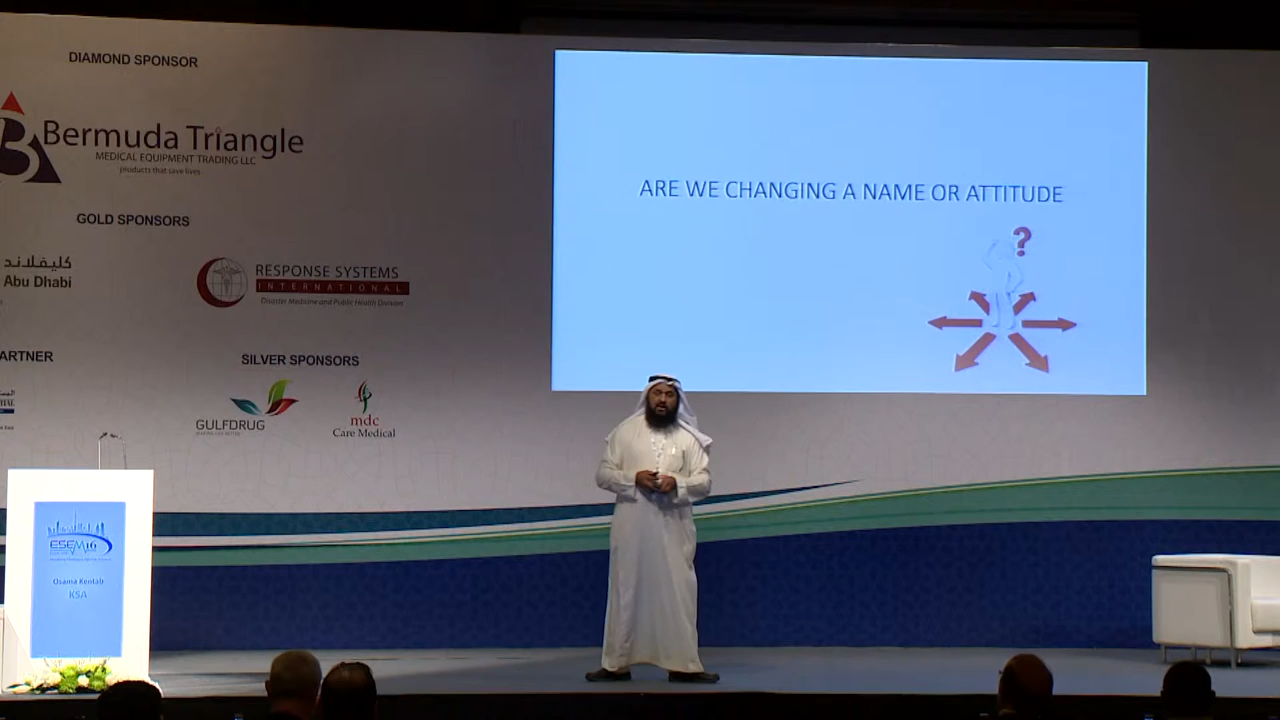 DIAMOND SPONSOR
Bermuda Triangle
MEDICAL EQUIPMENT TRADING LLC
products that save lives
GOLD SPONSORS
كليفلاند
Abu Dhabi
RESPONSE SYSTEMS
INTERNATIONAL
Disaster Medicine and Public Health Division
ARTNER
SILVER SPONSORS
GULFDRUG
mdc
Care Medical
ARE WE CHANGING A NAME OR ATTITUDE
?
ESEM16
Osama Kentab
KSA